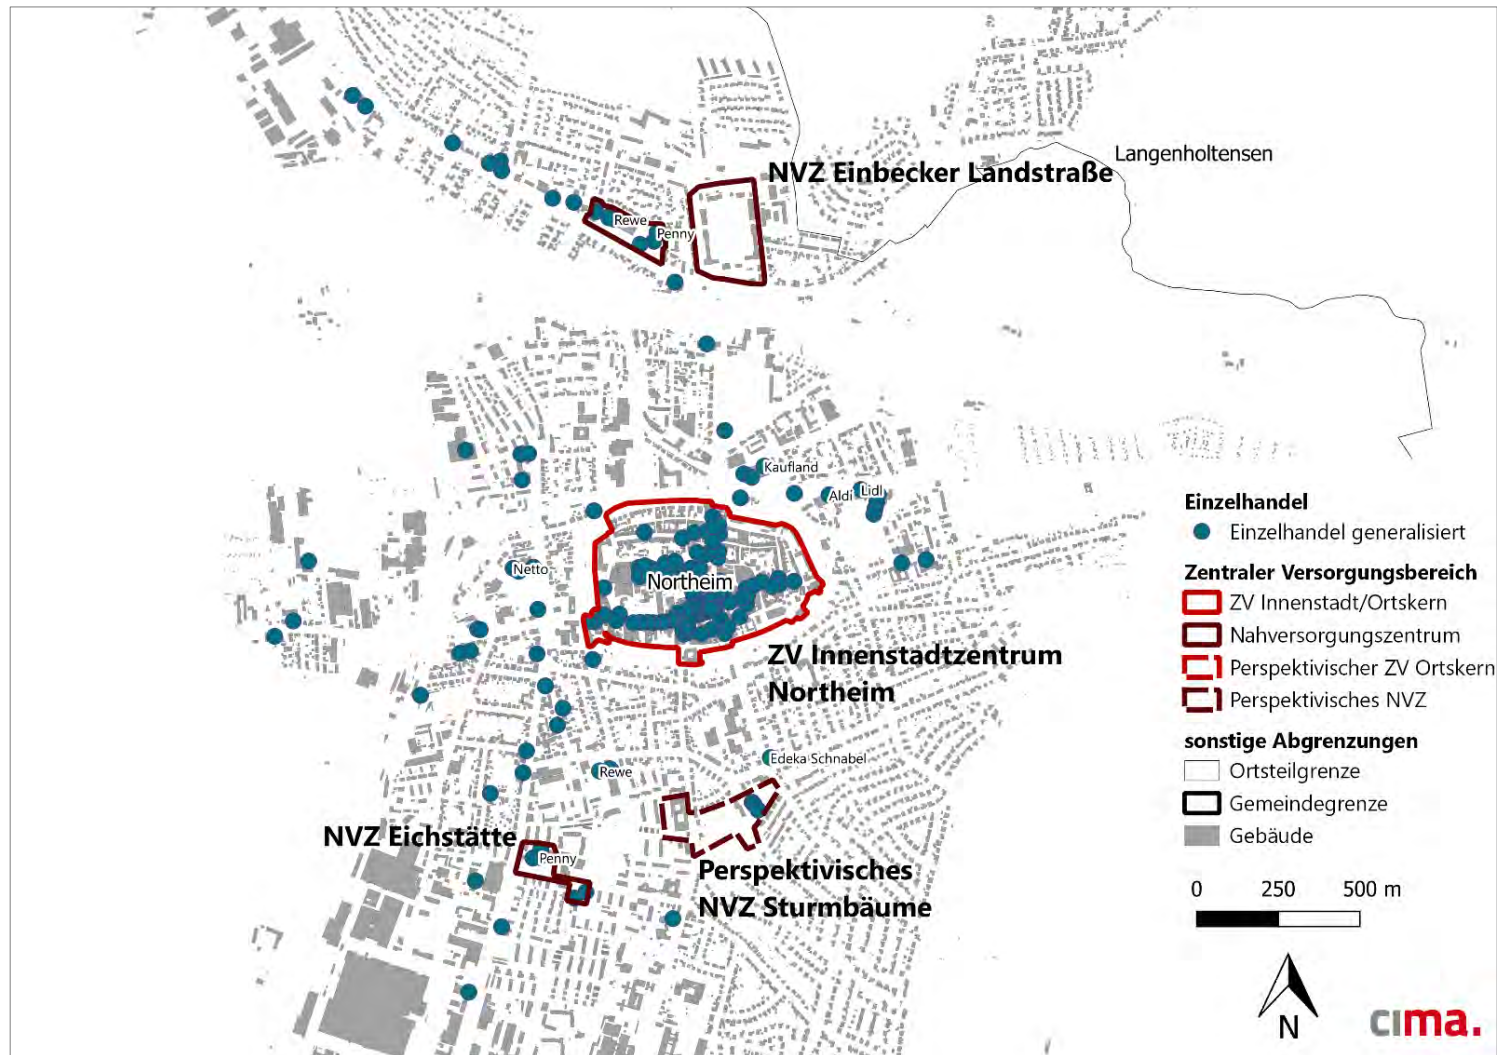 Langenholtensen
NVZ Einbecker Landstraße
Rewe
Penny
Kaufland
Aldi
Lidl
Netto
Northeim
ZV Innenstadtzentrum
Northeim
Edeka Schnabel
Rewe
NVZ Eichstätte
Penny
Perspektivisches
NVZ Sturmbäume
Einzelhandel
Einzelhandel generalisiert
Zentraler Versorgungsbereich
ZV Innenstadt/Ortskern
Nahversorgungszentrum
Perspektivischer ZV Ortskern
Perspektivisches NVZ
sonstige Abgrenzungen
Ortsteilgrenze
Gemeindegrenze
Gebäude
0 250 500 m
N
cima.